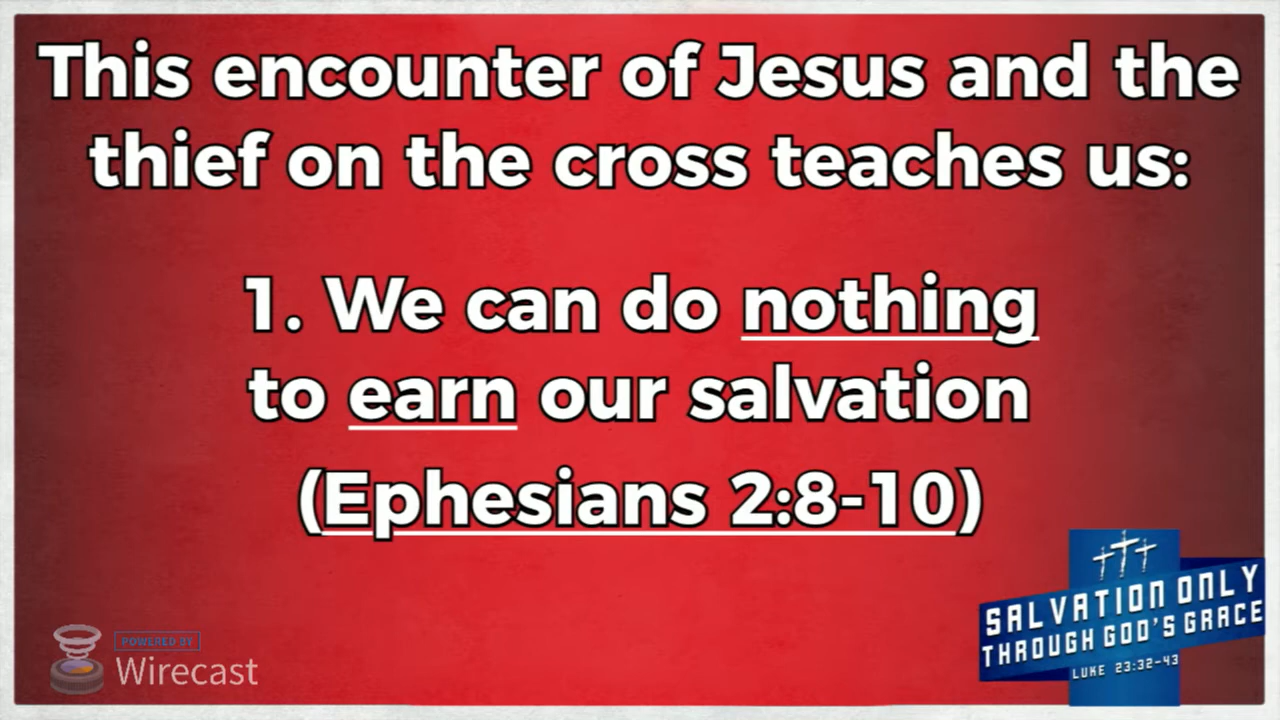 This encounter of Jesus and the
thief on the cross teaches us:
1. We can do nothing
to earn our salvation
(Ephesians 2:8-10)
SALVATION ONLY
THROUGH GOD'S GRACE
LUKE 23:32-43
POWERED BY
Wirecast